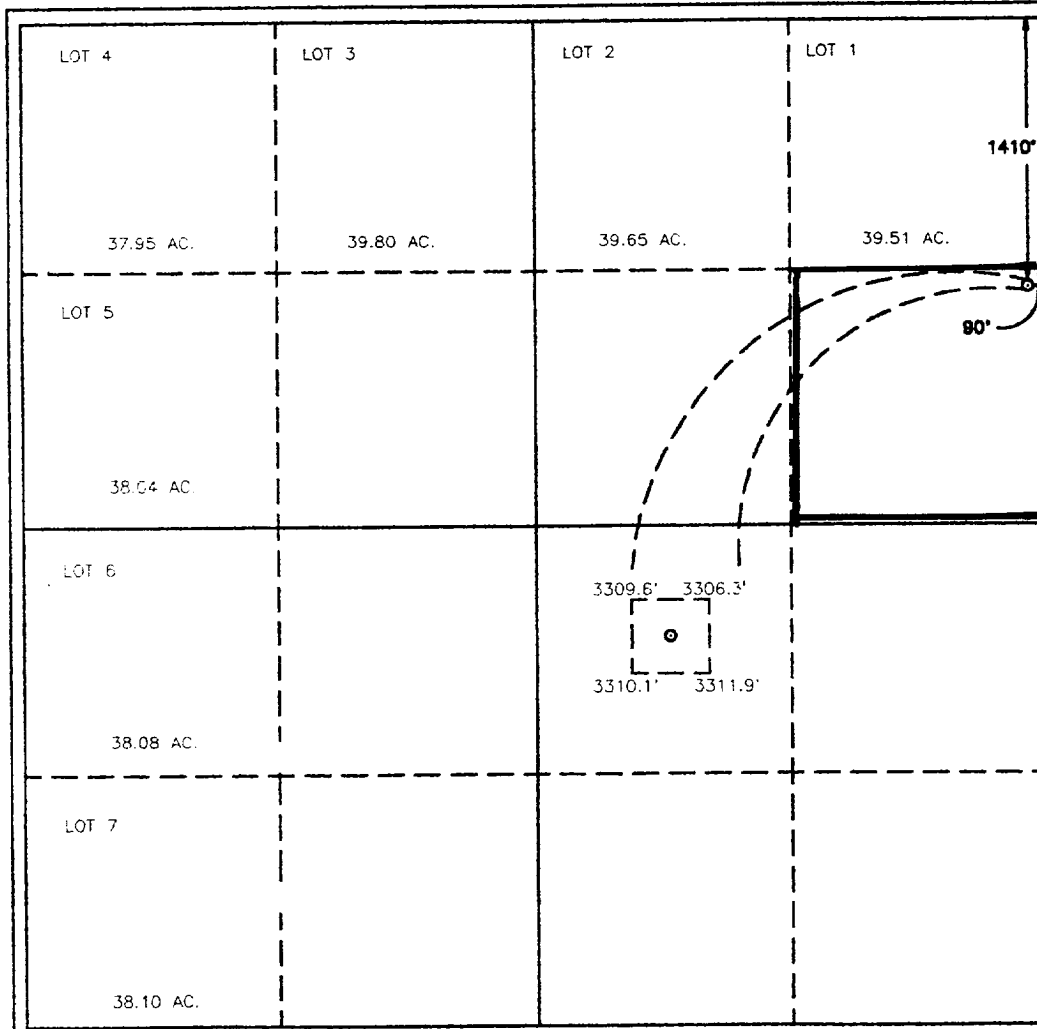 LOT 4
LOT 3
LOT 2
LOT 1
1410'
37.95 AC.
39.80 AC.
39.65 AC.
39.51 AC.
LOT 5
90'
38.04 AC.
LOT 6
3309.6'
3306.3'
3310.1'
3311.9'
38.08 AC.
LOT 7
38.10 AC.